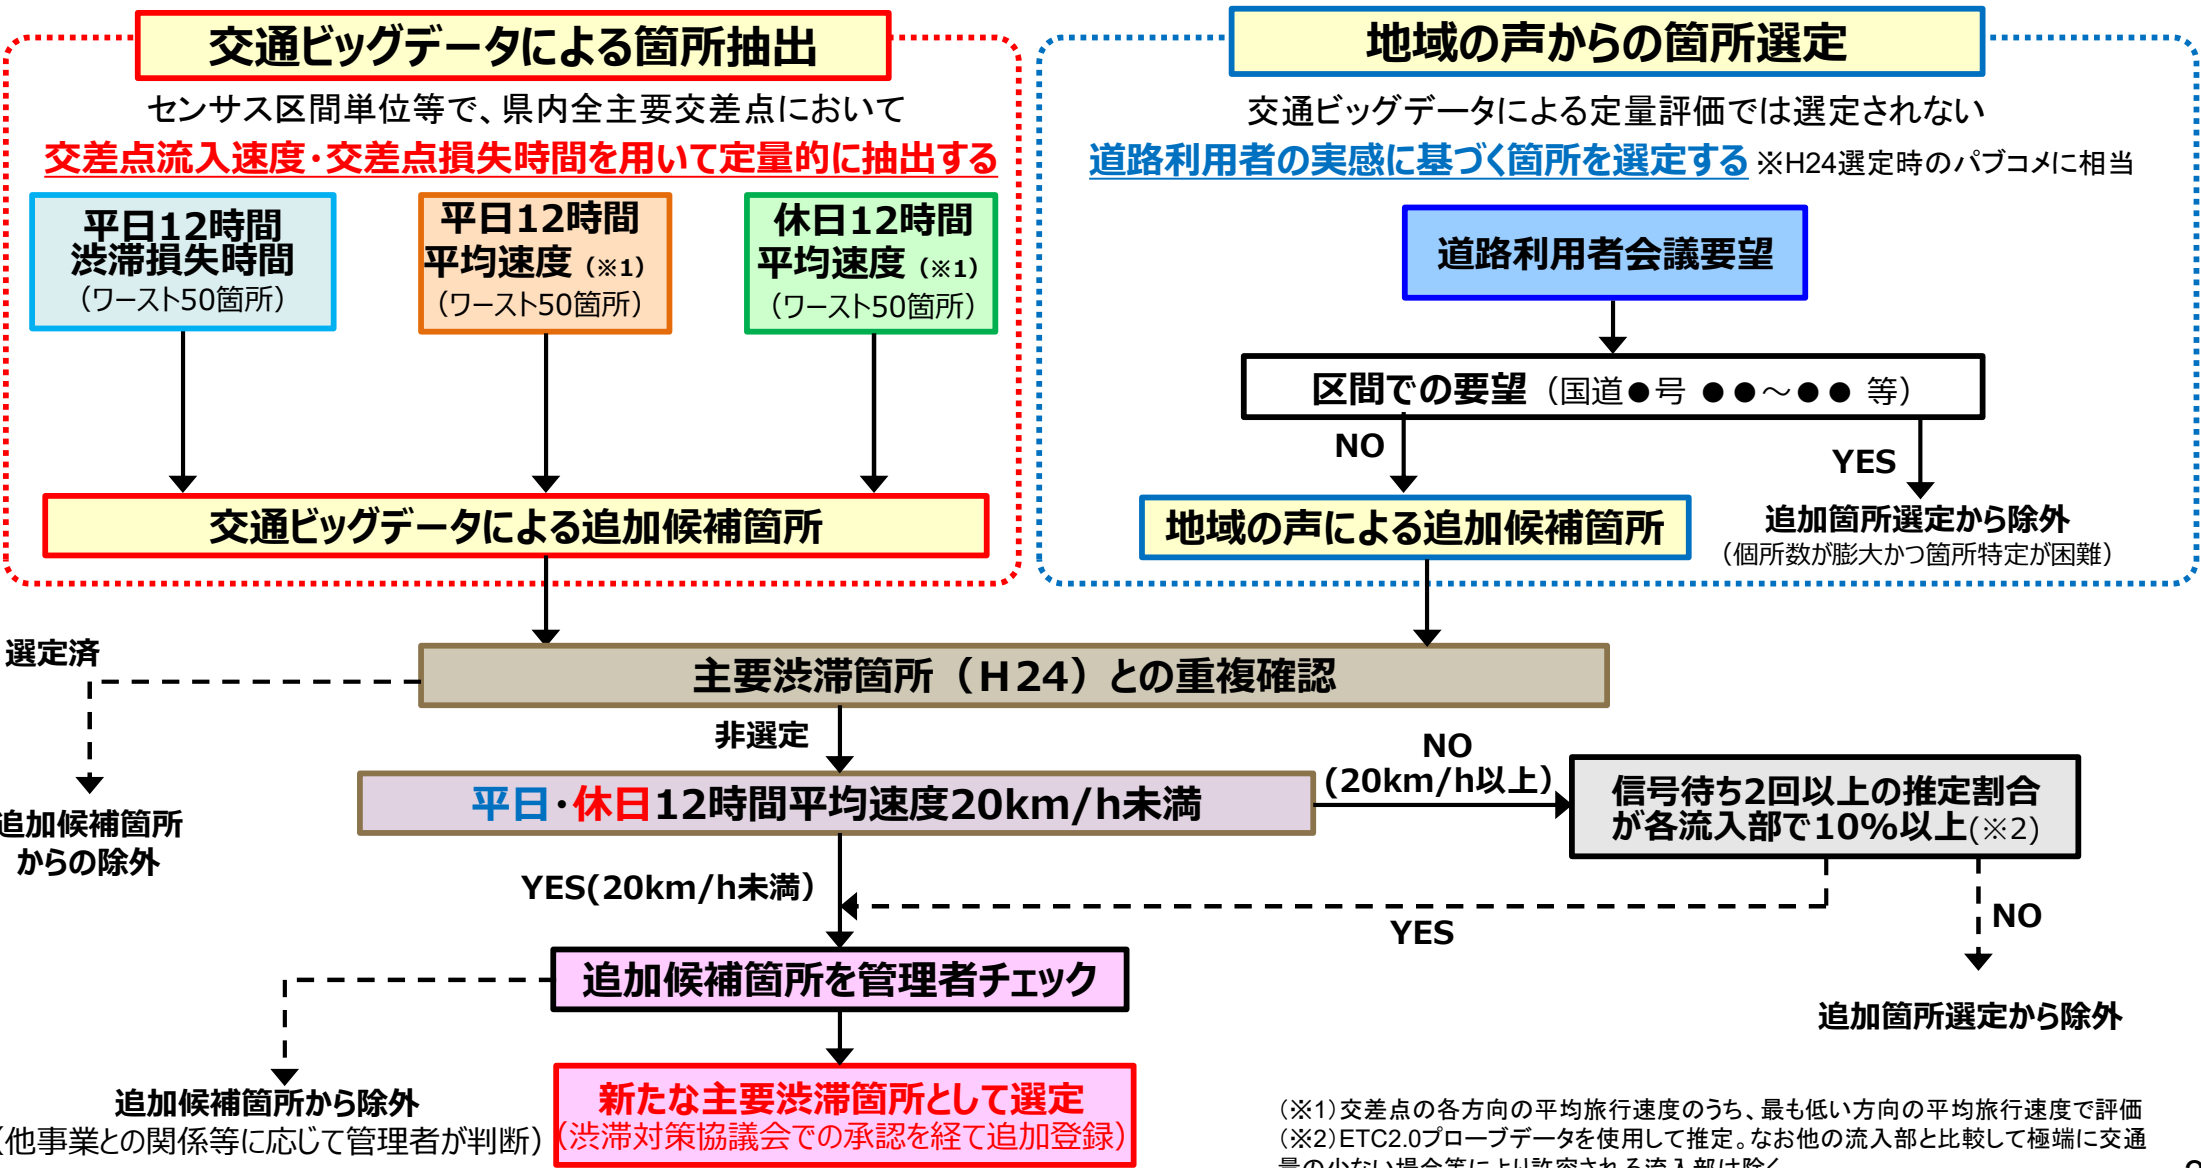 交通ビッグデータによる箇所抽出
センサス区間単位等で、県内全主要交差点において
交差点流入速度・交差点損失時間を用いて定量的に抽出する
平日12時間
渋滞損失時間
（ワースト50箇所）
平日12時間
平均速度（※1）
（ワースト50箇所）
休日12時間
平均速度（※1）
（ワースト50箇所）
交通ビッグデータによる追加候補箇所
地域の声からの箇所選定
交通ビッグデータによる定量評価では選定されない
道路利用者の実感に基づく箇所を選定する ※H24選定時のパブコメに相当
道路利用者会議要望
区間での要望（国道●号 ●●～●● 等）
NO
YES
地域の声による追加候補箇所
追加箇所選定から除外
（個所数が膨大かつ箇所特定が困難）
主要渋滞箇所（Ｈ24）との重複確認
選定済
追加候補箇所
からの除外
非選定
平日・休日12時間平均速度20km/h未満
NO
(20km/h以上）
信号待ち2回以上の推定割合
が各流入部で10%以上(※2)
YES(20km/h未満）
YES
NO
追加箇所選定から除外
追加候補箇所を管理者チェック
追加候補箇所から除外
（他事業との関係等に応じて管理者が判断）
新たな主要渋滞箇所として選定
（渋滞対策協議会での承認を経て追加登録）
（※1）交差点の各方向の平均旅行速度のうち、最も低い方向の平均旅行速度で評価
（※2）ETC2.0プローブデータを使用して推定。なお他の流入部と比較して極端に交通
量の少ない場合等により許容される流入部は除く